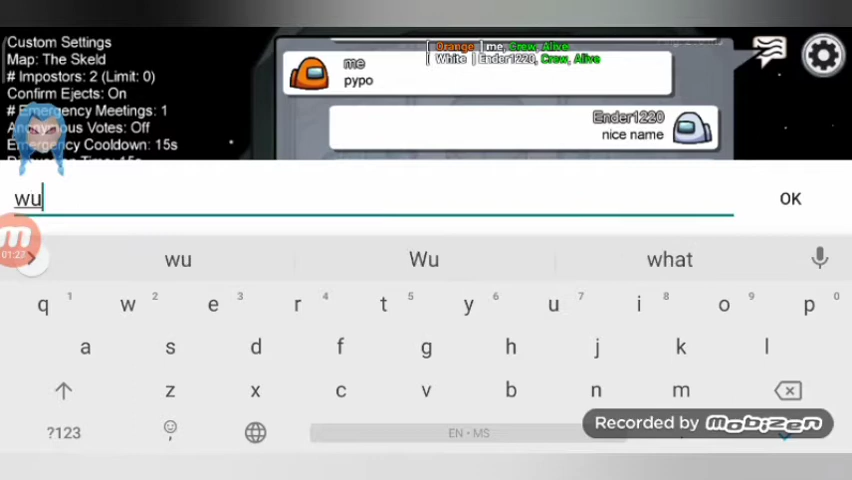 Custom Settings
Map: The Skeld
# Impostors: 2 (Limit: 0)
Confirm Ejects: On
# Emergency Meetings: 1
Anonymous Votes: Off
Emergency Cooldown: 15s
[ Orange ] me, Crew, Alive
[ White ] Ender1220, Crew, Alive
me
pypo
Ender1220
nice name
wu
OK
01:23
wu Wu what
q 1 w 2 e 3 r 4 t 5 y 6 u 7 i 8 o 9 p 0
a s d f g h j k l
z x c v b n m
?123 , EN • MS
Recorded by mobizen